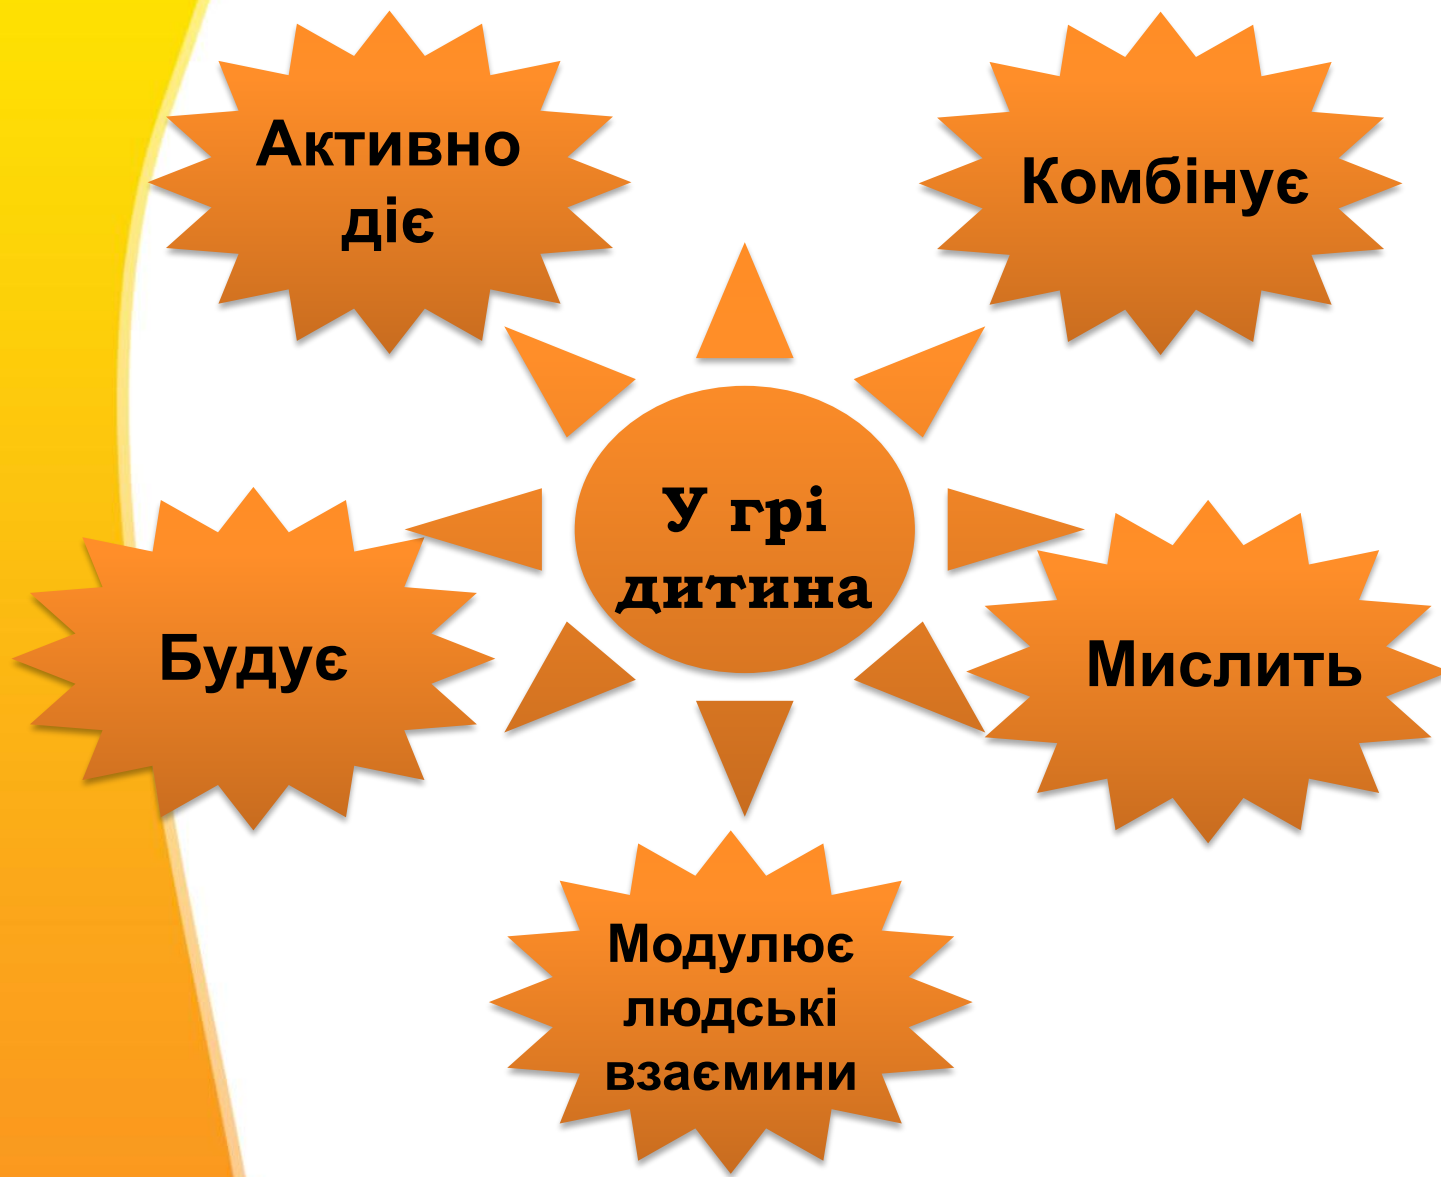 Активно
діє
Комбінує
У грі
дитина
Будує
Мислить
Модулює
людські
взаємини